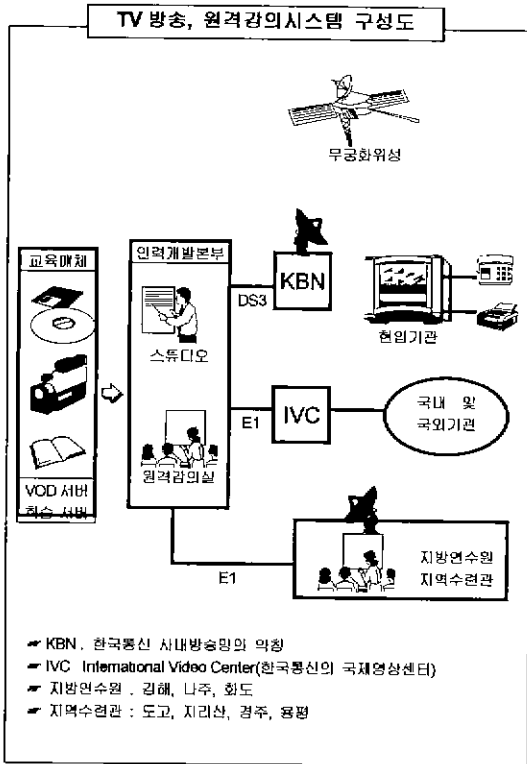 TV 방송, 원격강의시스템 구성도
무궁화위성
교육매체
VOD 서버
학습 서버
인력개발본부
스튜디오
원격강의실
DS3
KBN
현업기관
E1
IVC
국내 및
국외기관
E1
지방연수원
지역수련관
☛ KBN . 한국통신 사내방송망의 약칭
☛ IVC International Video Center(한국통신의 국제영상센터)
☛ 지방연수원 . 김해, 나주, 화도
☛ 지역수련관 : 도고, 지리산, 경주, 용평